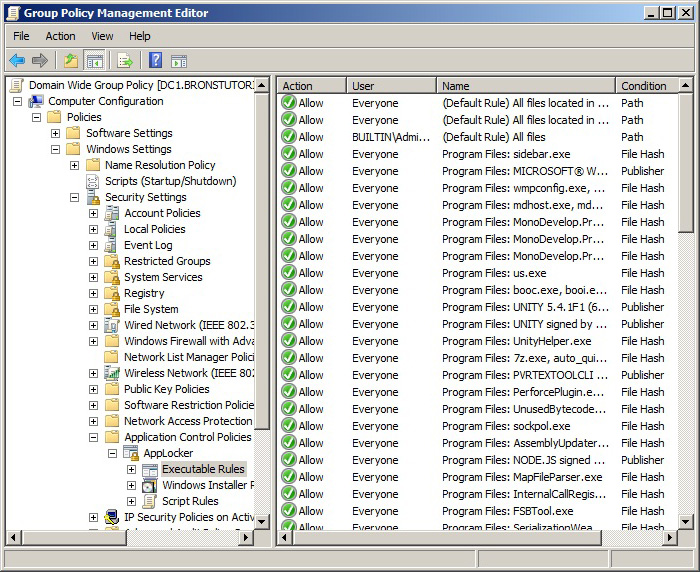 Group Policy Management Editor
File Action View Help
Domain Wide Group Policy [DC1.BRONSTUTORI
Computer Configuration
Policies
Software Settings
Windows Settings
Name Resolution Policy
Scripts (Startup/Shutdown)
Security Settings
Account Policies
Local Policies
Event Log
Restricted Groups
System Services
Registry
File System
Wired Network (IEEE 802.3
Windows Firewall with Adva
Network List Manager Polici
Wireless Network (IEEE 802
Public Key Policies
Software Restriction Policie
Network Access Protection
Application Control Policies
AppLocker
Executable Rules
Windows Installer R
Script Rules
IP Security Policies on Activ
Action User Name Condition
Allow Everyone (Default Rule) All files located in ... Path
Allow Everyone (Default Rule) All files located in ... Path
Allow BUILTIN\Admi... (Default Rule) All files Path
Allow Everyone Program Files: sidebar.exe File Hash
Allow Everyone Program Files: MICROSOFT® W... Publisher
Allow Everyone Program Files: wmpconfig.exe, ... File Hash
Allow Everyone Program Files: mdhost.exe, md... File Hash
Allow Everyone Program Files: MonoDevelop.Pr... File Hash
Allow Everyone Program Files: MonoDevelop.Pr... File Hash
Allow Everyone Program Files: MonoDevelop.Pr... File Hash
Allow Everyone Program Files: us.exe File Hash
Allow Everyone Program Files: booc.exe, booi.e... File Hash
Allow Everyone Program Files: UNITY 5.4.1F1 (6... Publisher
Allow Everyone Program Files: UNITY signed by ... Publisher
Allow Everyone Program Files: UnityHelper.exe File Hash
Allow Everyone Program Files: 7z.exe, auto_qui... File Hash
Allow Everyone Program Files: PVRTEXTOOLCLI ... Publisher
Allow Everyone Program Files: PerforcePlugin.e... File Hash
Allow Everyone Program Files: UnusedBytecode... File Hash
Allow Everyone Program Files: sockpol.exe File Hash
Allow Everyone Program Files: AssemblyUpdater... File Hash
Allow Everyone Program Files: NODE.JS signed ... Publisher
Allow Everyone Program Files: MapFileParser.exe File Hash
Allow Everyone Program Files: InternalCallRegis... File Hash
Allow Everyone Program Files: FSBTool.exe File Hash
Allow Everyone Program Files: SerializationWea... File Hash